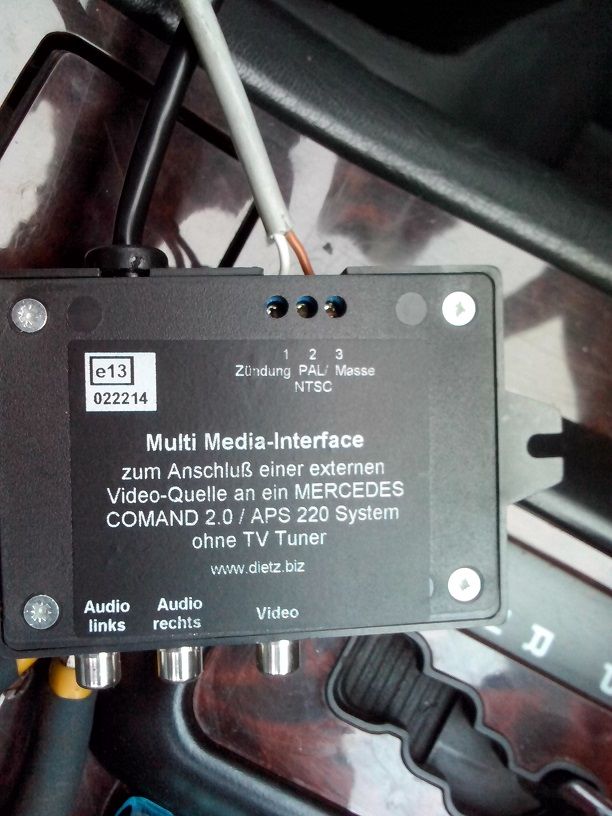 e13
022214
1 2 3
Zündung PAL/ Masse
NTSC
Multi Media-Interface
zum Anschluß einer externen
Video-Quelle an ein MERCEDES
COMAND 2.0 / APS 220 System
ohne TV Tuner
www.dietz.biz
Audio links
Audio rechts
Video
D